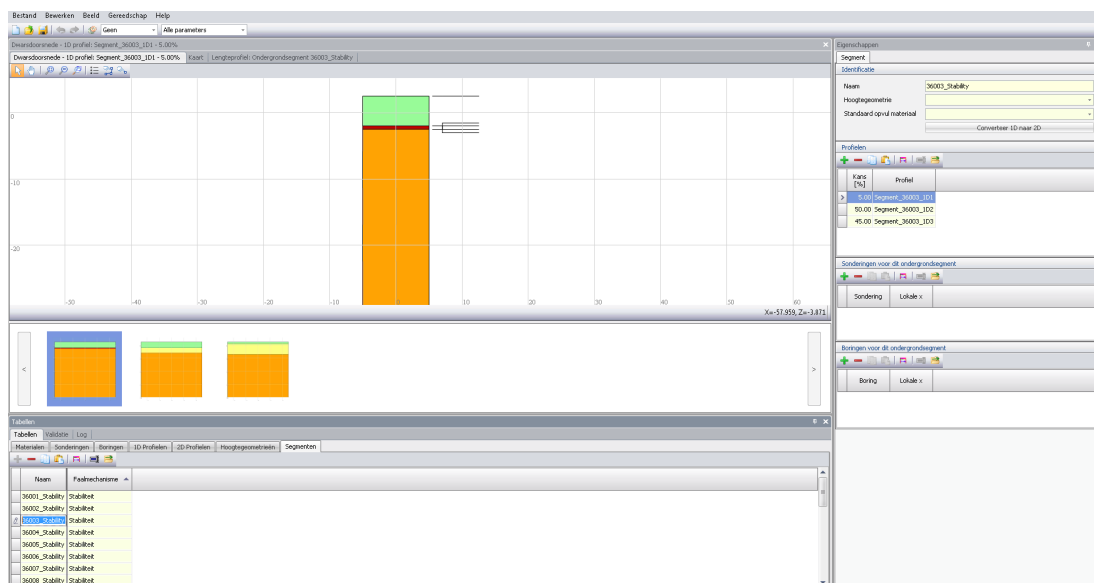 Bestand Bewerken Beeld Gereedschap Help
Geen Alle parameters
Dwarsdoorsnede - 1D profiel: Segment_36003_1D1 - 5.00%
Dwarsdoorsnede - 1D profiel: Segment_36003_1D1 - 5.00% Kaart Lengteprofiel: Ondergrondsegment 36003_Stability
0
-10
-20
-50 -40 -30 -20 -10 0 10 20 30 40 50 60
X=-57.959, Z=-3.871
< >
Tabellen
Tabellen Validatie Log
Materialen Sonderingen Boringen 1D Profielen 2D Profielen Hoogtegeometrieën Segmenten
Naam Faalmechanisme
36001_Stability Stabiliteit
36002_Stability Stabiliteit
36003_Stability Stabiliteit
36004_Stability Stabiliteit
36005_Stability Stabiliteit
36006_Stability Stabiliteit
36007_Stability Stabiliteit
36008_Stability Stabiliteit
Eigenschappen
Segment
Identificatie
Naam 36003_Stability
Hoogtegeometrie
Standaard opvul materiaal
Converteer 1D naar 2D
Profielen
Kans [%] Profiel
5.00 Segment_36003_1D1
50.00 Segment_36003_1D2
45.00 Segment_36003_1D3
Sonderingen voor dit ondergrondsegment
Sondering Lokale x
Boringen voor dit ondergrondsegment
Boring Lokale x